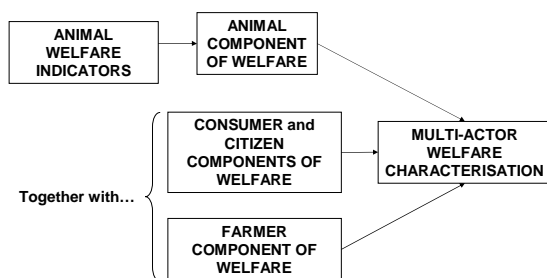 ANIMAL
WELFARE
INDICATORS
ANIMAL
COMPONENT
OF WELFARE
CONSUMER and
CITIZEN
COMPONENTS OF
WELFARE
MULTI-ACTOR
WELFARE
CHARACTERISATION
Together with…
FARMER
COMPONENT OF
WELFARE